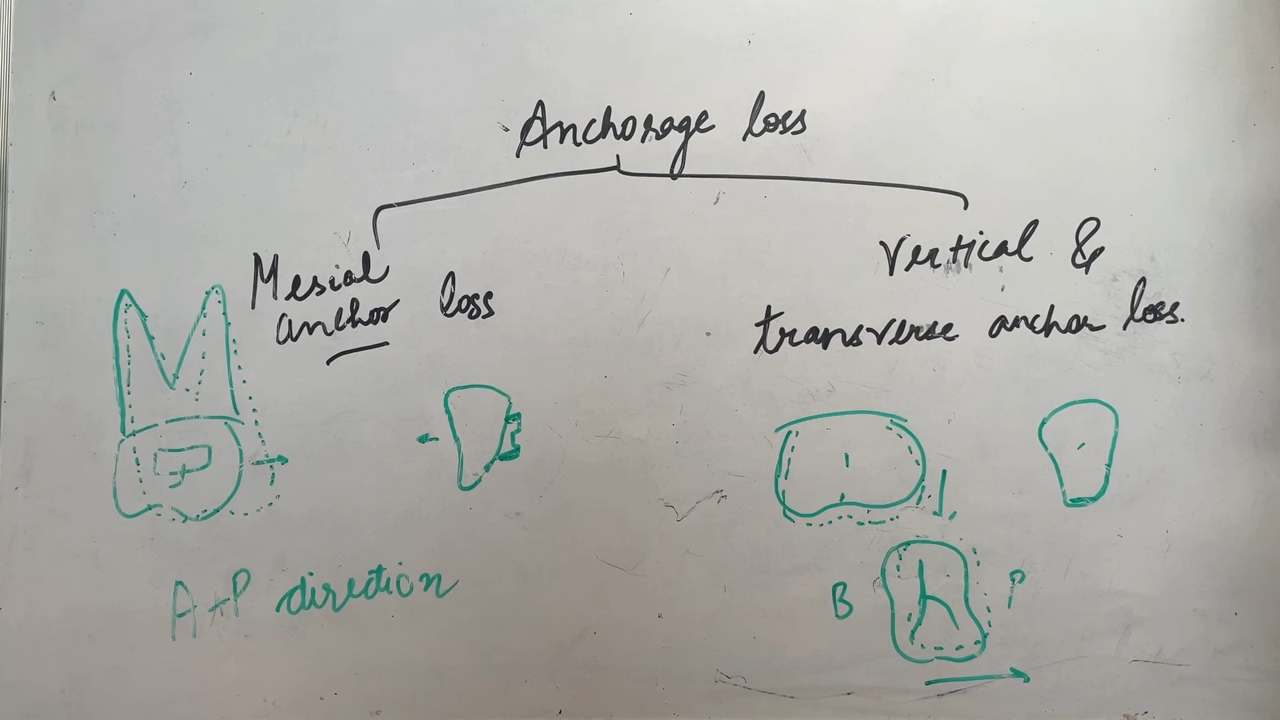 Anchorage loss
Mesial
anchor loss
Vertical &
transverse anchor loss.
A+P direction
B
P